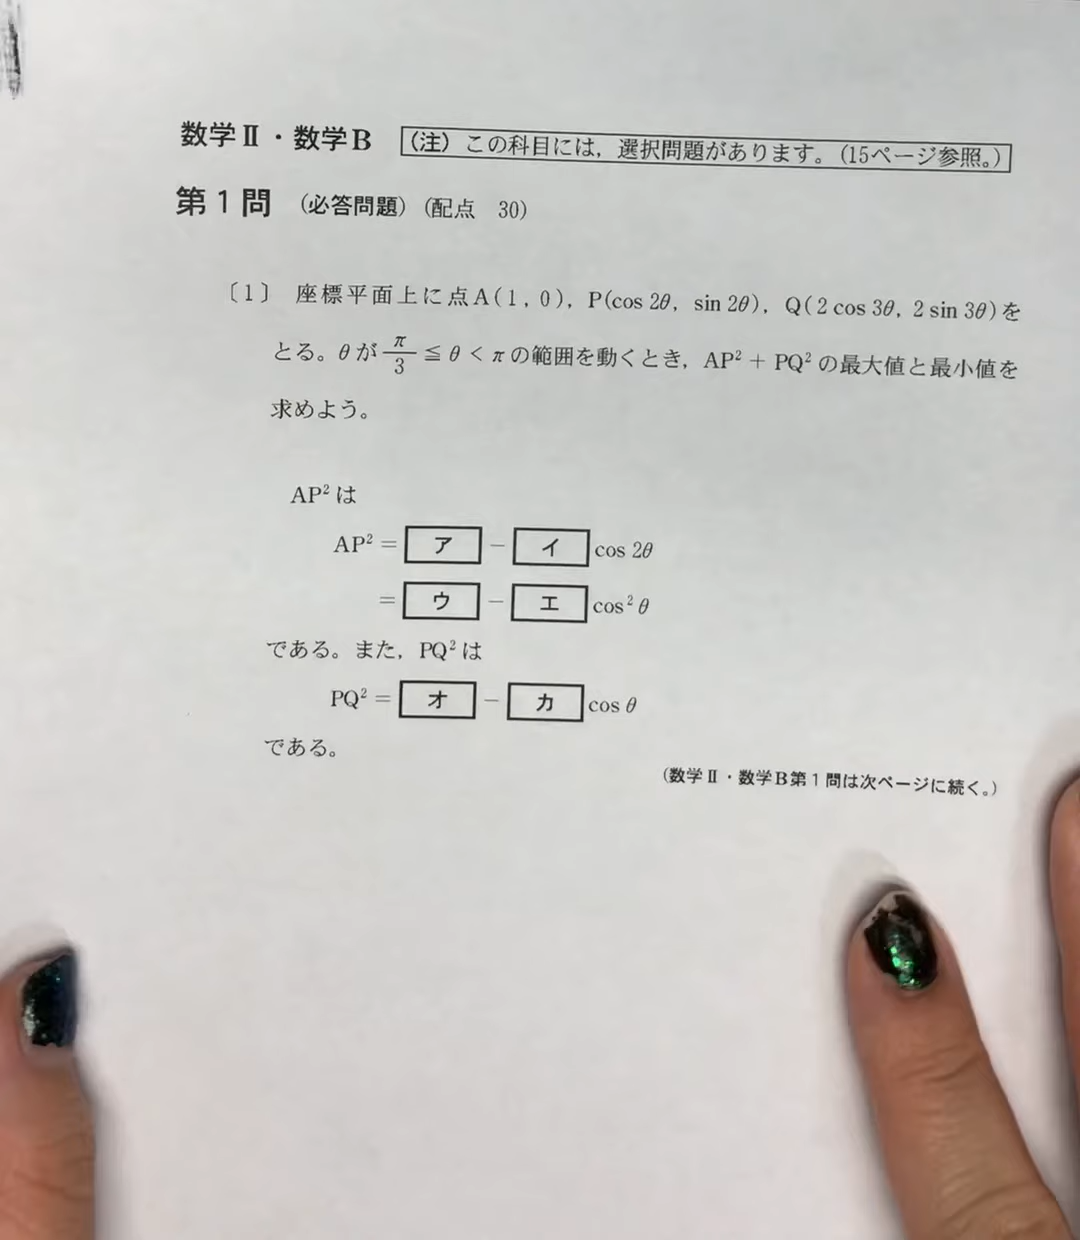 数学Ⅱ・数学B (注) この科目には，選択問題があります。(15ページ参照。)
第1問 (必答問題) (配点 30)
〔1〕 座標平面上に点A(1, 0)，P(cos 2θ, sin 2θ)，Q(2 cos 3θ, 2 sin 3θ)を
とる。θが π/3 ≦ θ < π の範囲を動くとき，AP² + PQ² の最大値と最小値を
求めよう。
AP² は
AP² = ア − イ cos 2θ
= ウ − エ cos² θ
である。また，PQ² は
PQ² = オ − カ cos θ
である。
(数学Ⅱ・数学B第1問は次ページに続く。)